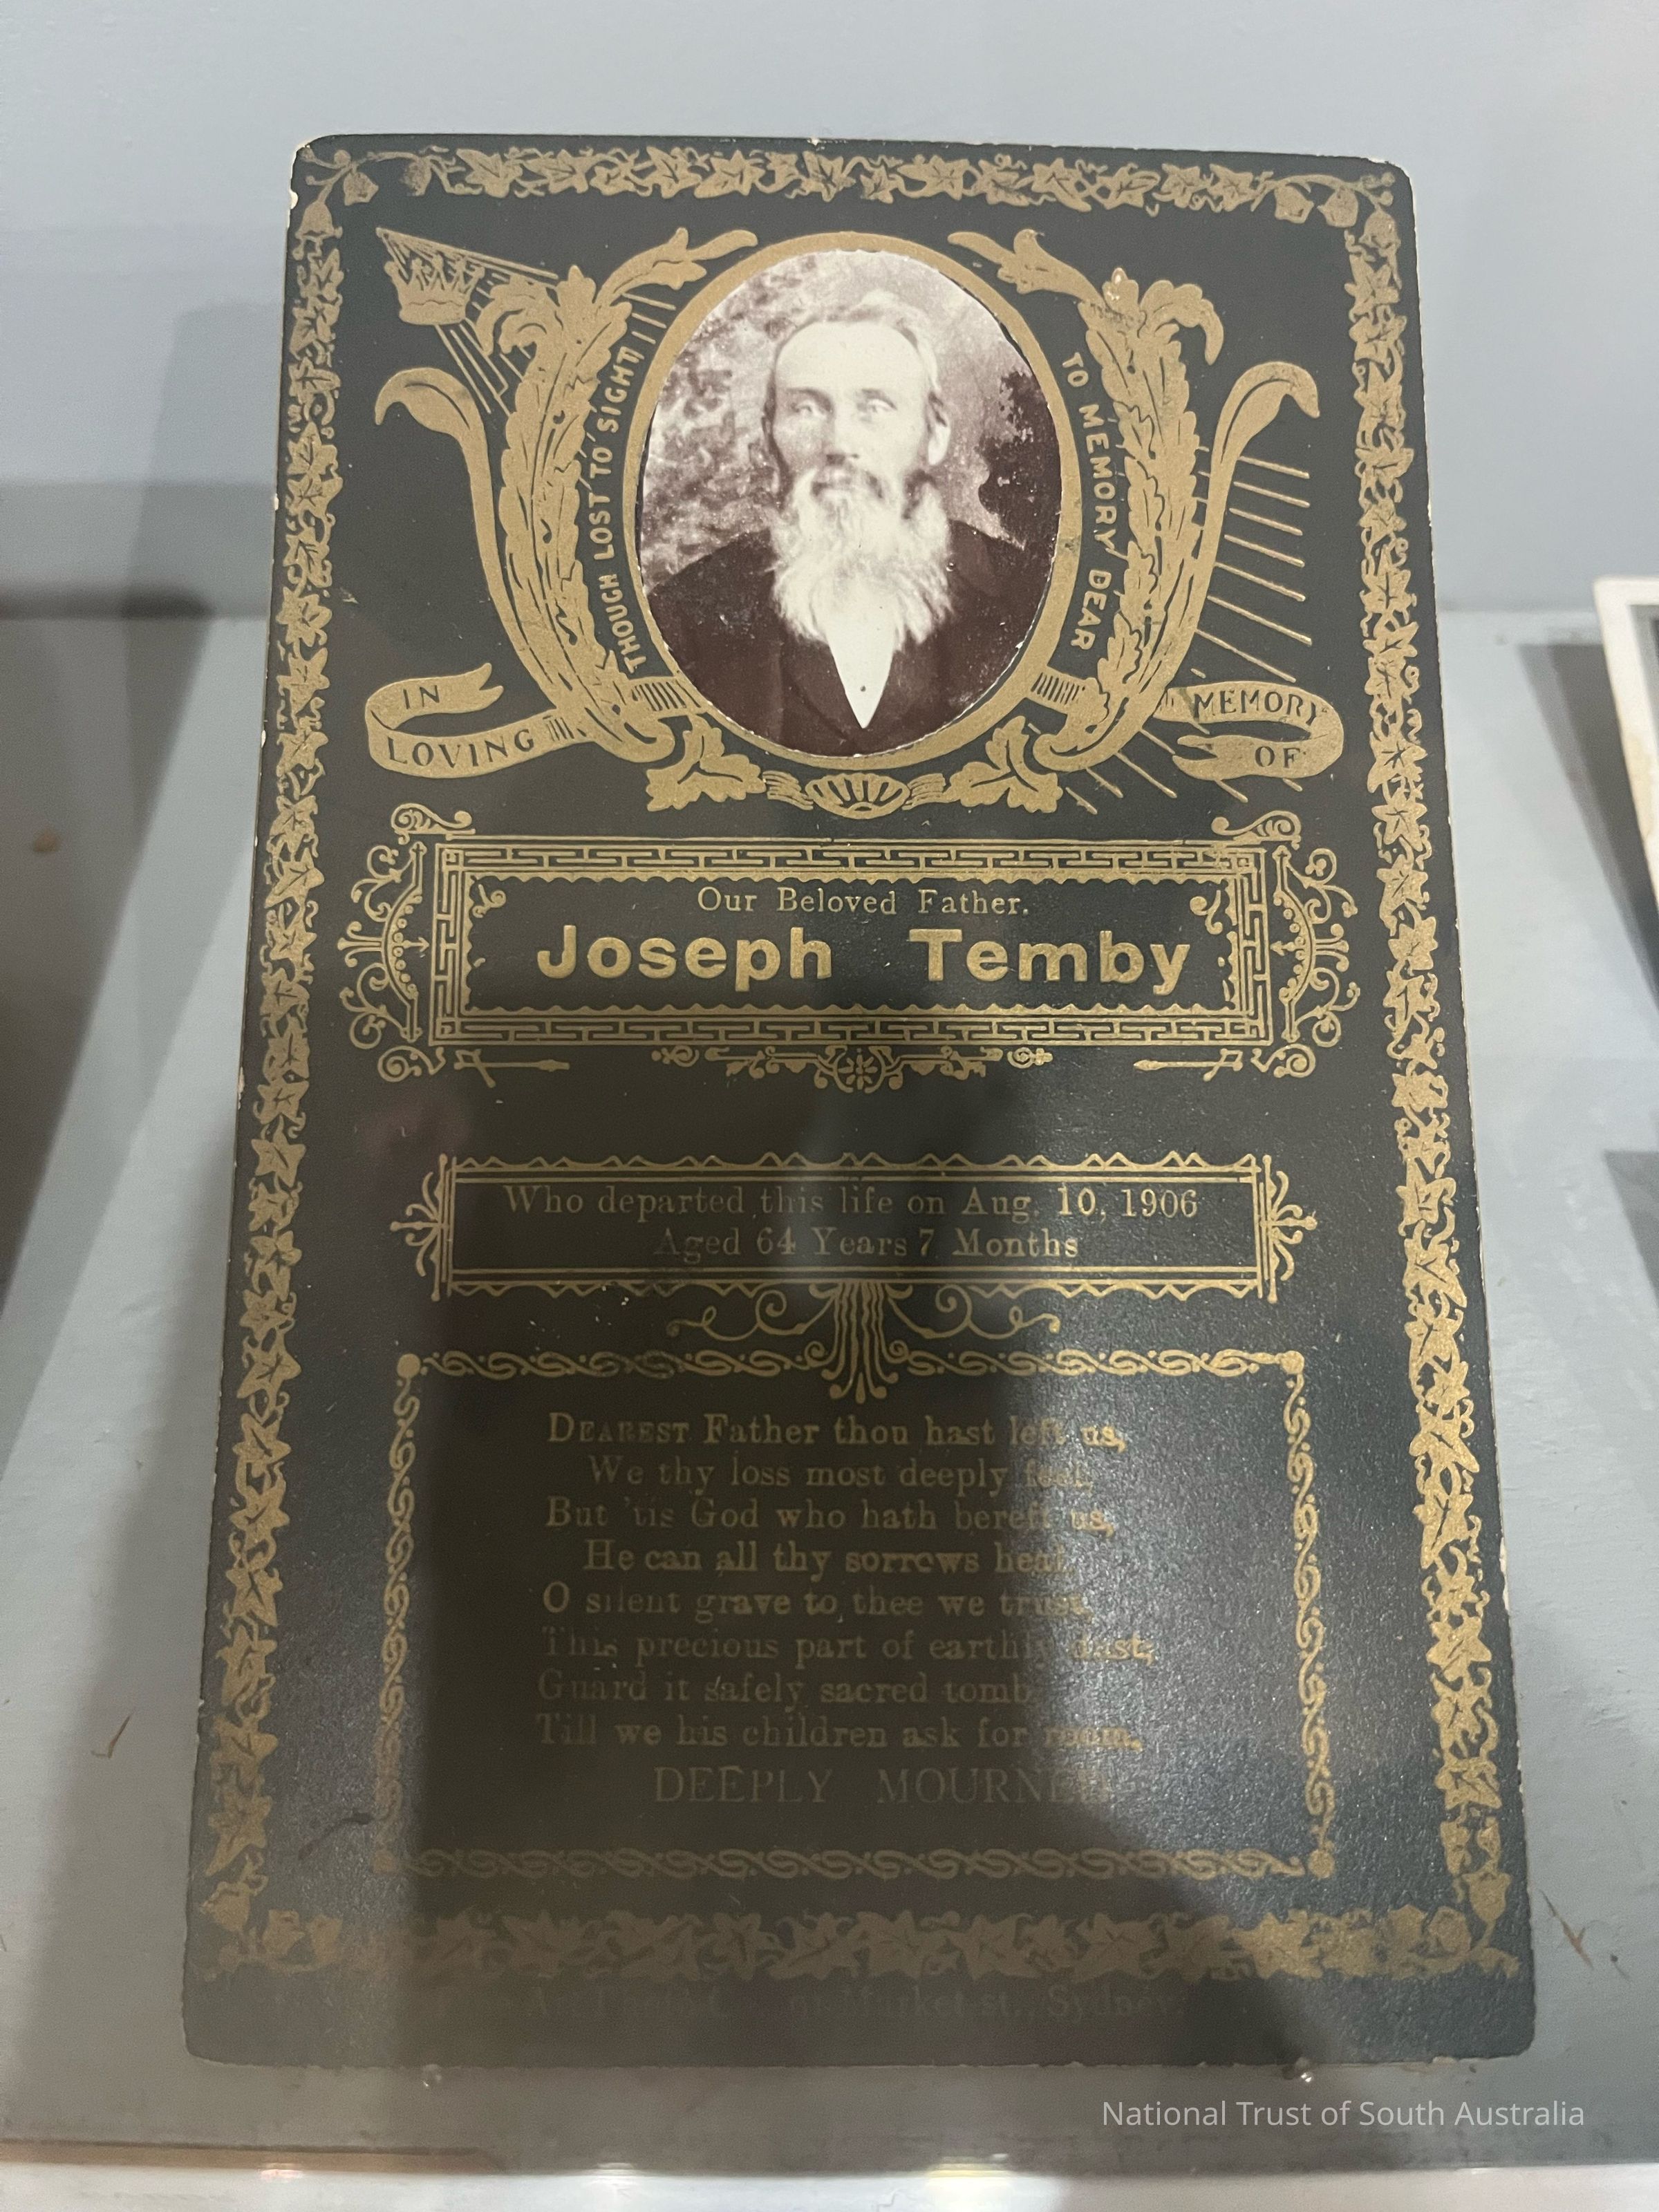 THOUGH LOST TO SIGHT
TO MEMORY DEAR
IN
LOVING
MEMORY
OF
Our Beloved Father.
Joseph Temby
Who departed this life on Aug. 10, 1906
Aged 64 Years 7 Months
DEAREST Father thou hast left us,
We thy loss most deeply feel,
But 'tis God who hath bereft us,
He can all thy sorrows heal.
O silent grave to thee we trust,
This precious part of earthly dust;
Guard it safely sacred tomb
Till we his children ask for room.
DEEPLY MOURNED
Market-st., Sydney
National Trust of South Australia